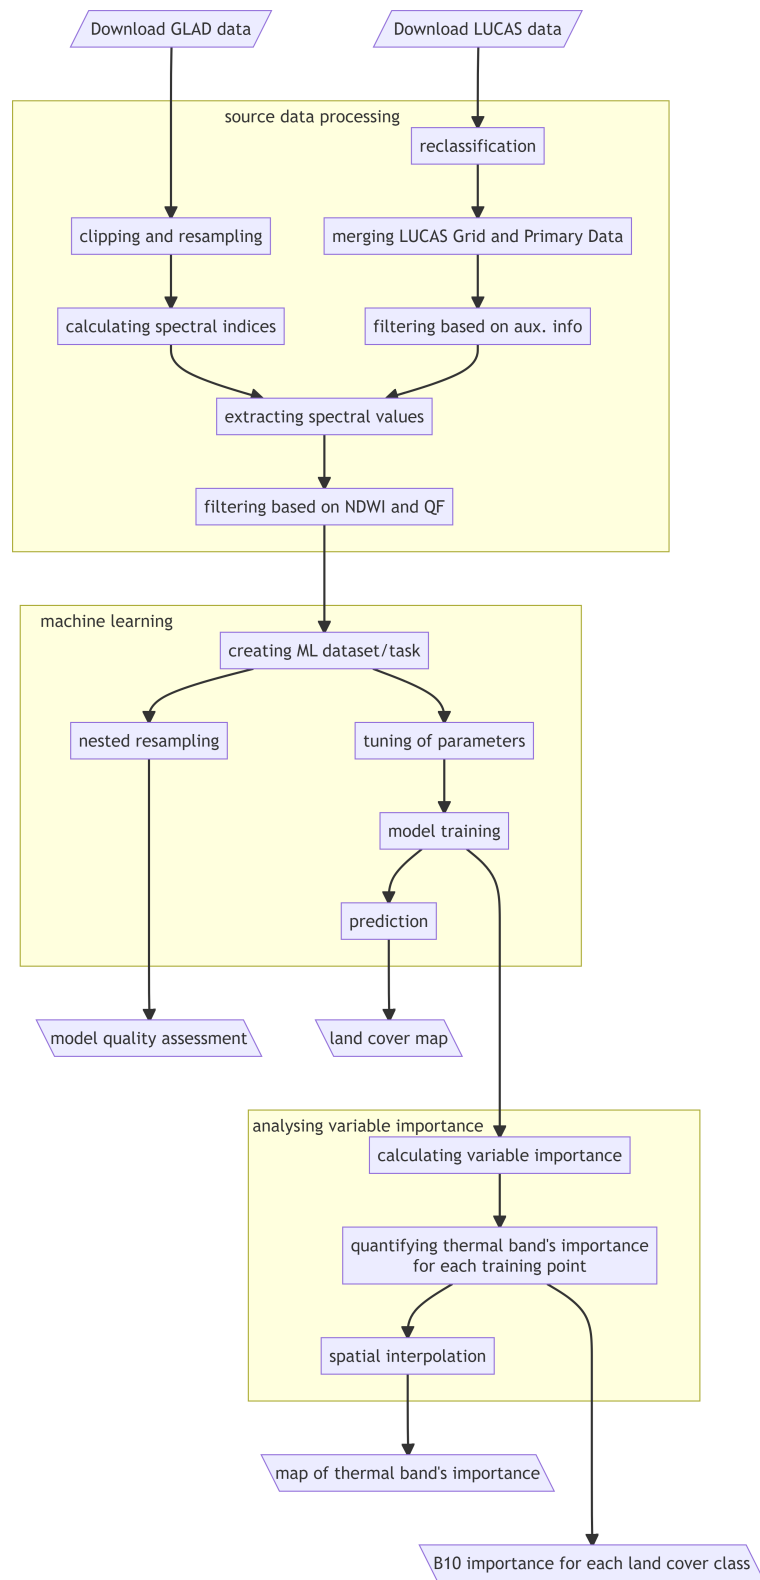 Download GLAD data
Download LUCAS data
source data processing
reclassification
clipping and resampling
merging LUCAS Grid and Primary Data
calculating spectral indices
filtering based on aux. info
extracting spectral values
filtering based on NDWI and QF
machine learning
creating ML dataset/task
nested resampling
tuning of parameters
model training
prediction
model quality assessment
land cover map
analysing variable importance
calculating variable importance
quantifying thermal band's importance
for each training point
spatial interpolation
map of thermal band's importance
B10 importance for each land cover class